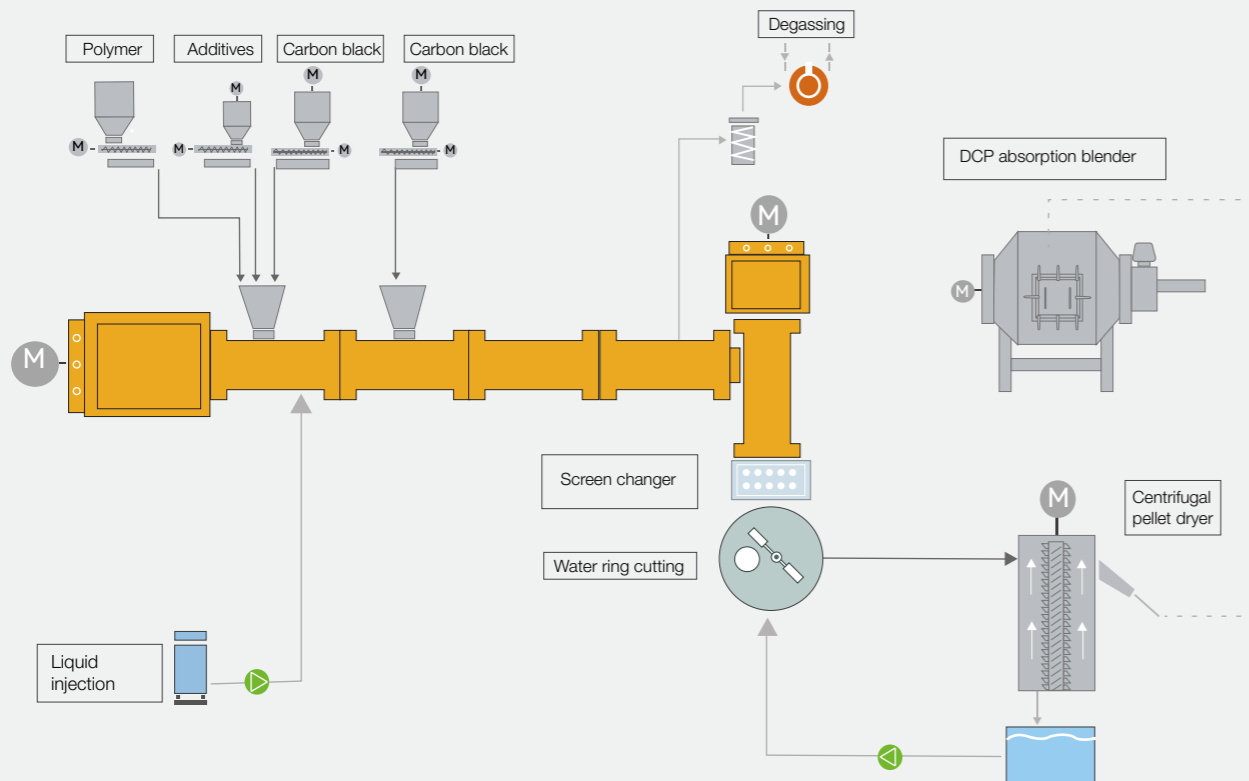 Degassing
Polymer
Additives
Carbon black
Carbon black
M
M
M
M
M
M
M
DCP absorption blender
M
M
M
Screen changer
Centrifugal
pellet dryer
M
Water ring cutting
Liquid
injection